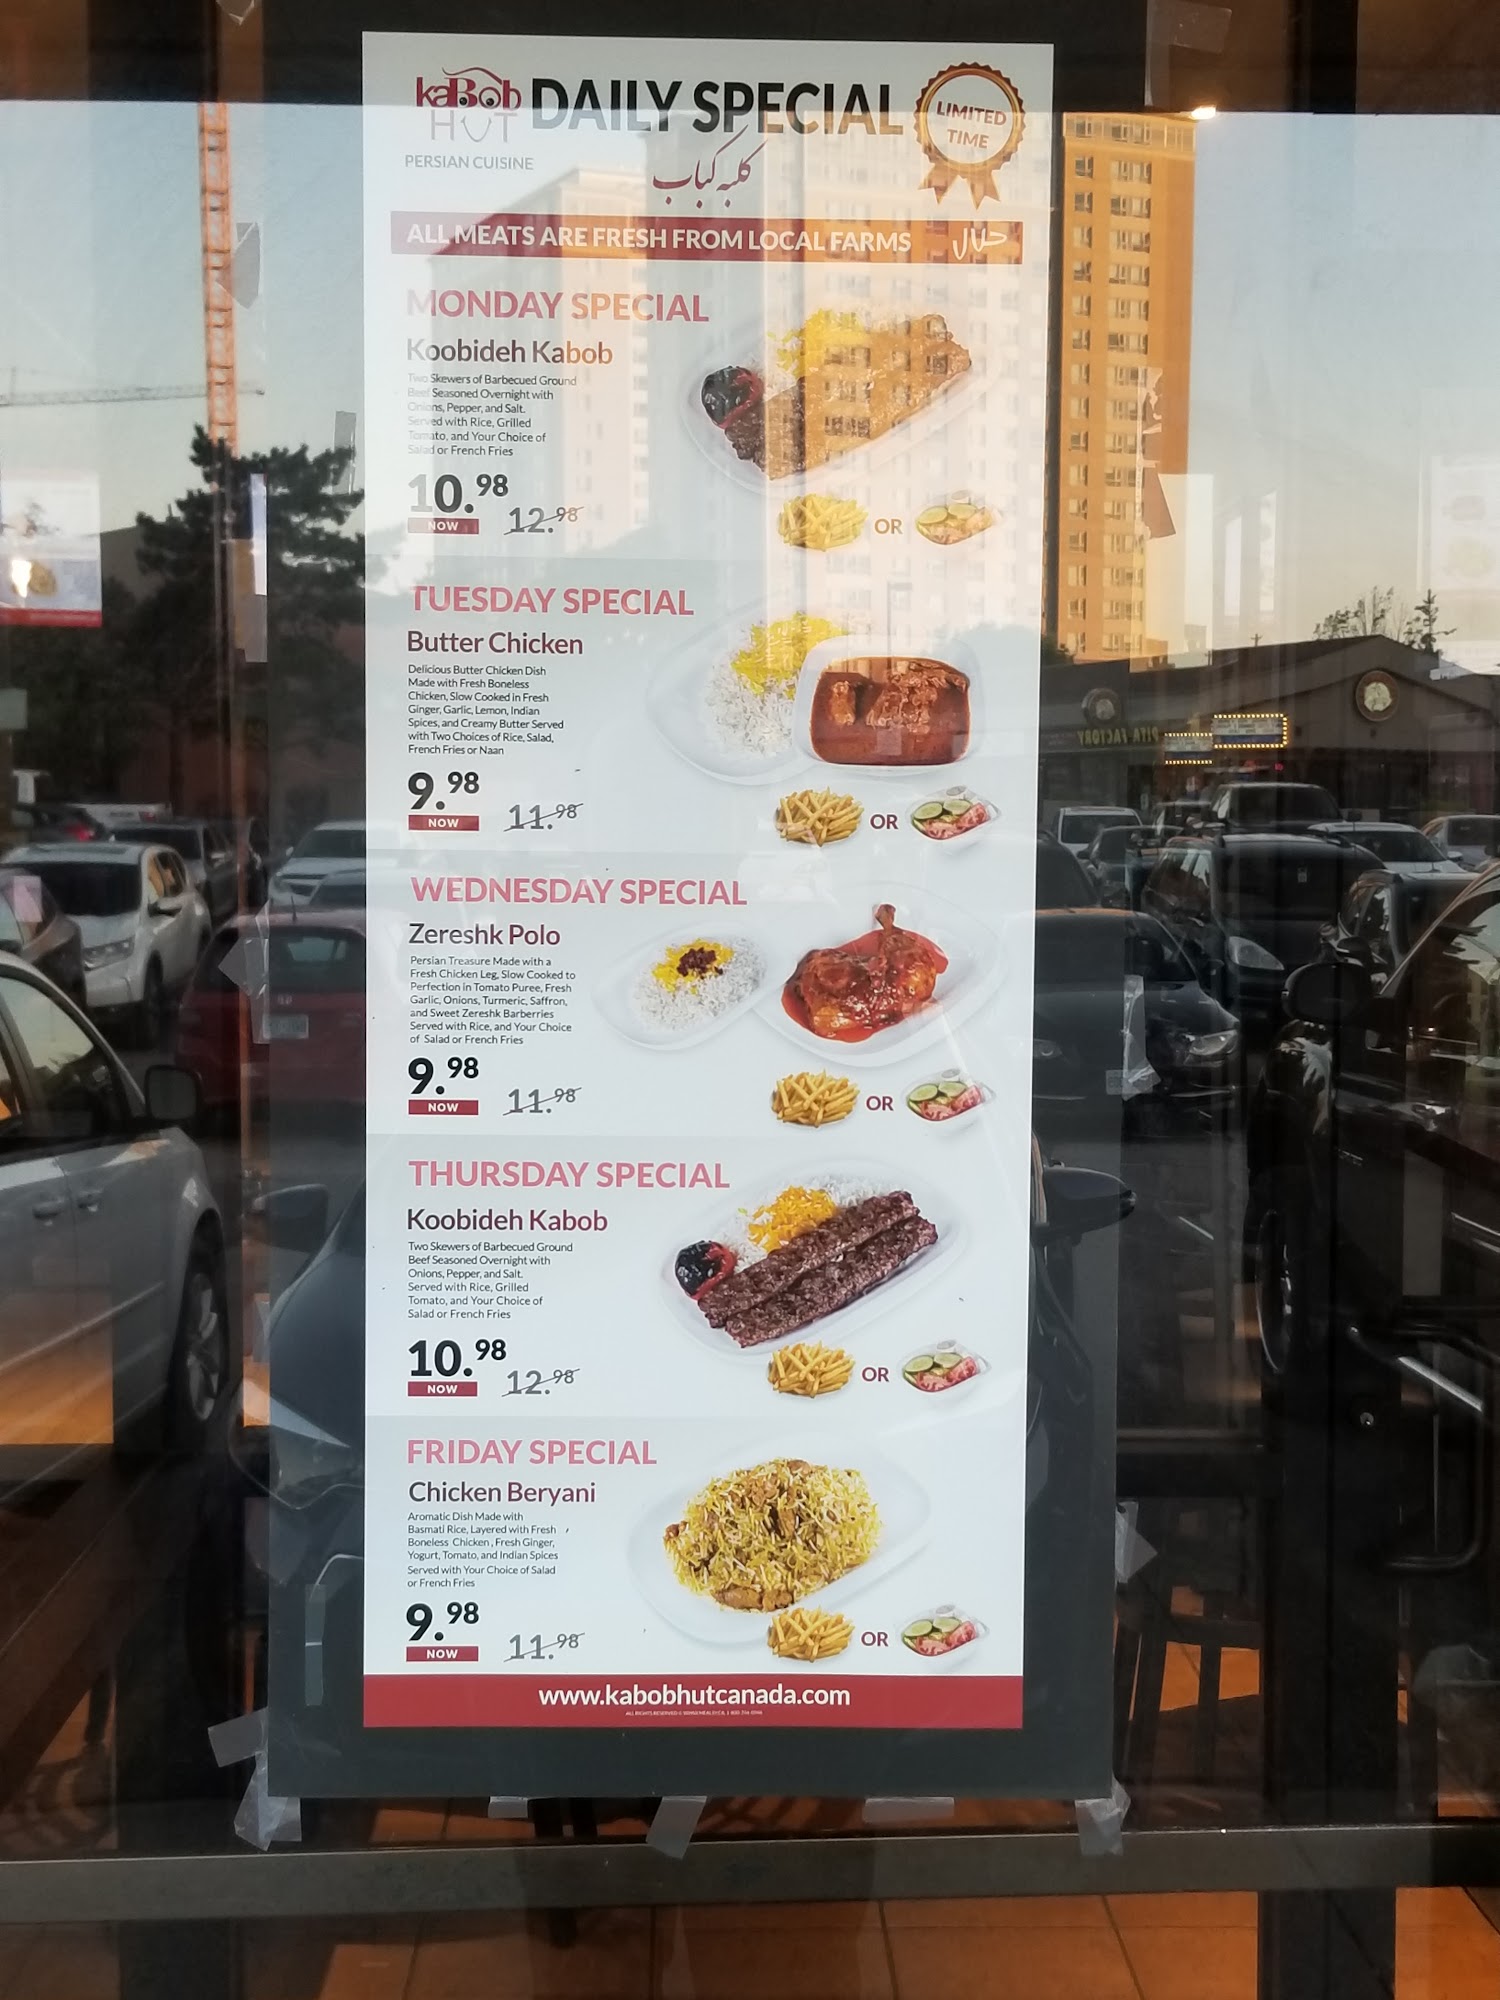 kaBob
HUT
PERSIAN CUISINE
DAILY SPECIAL
کلبه کباب
LIMITED
TIME
ALL MEATS ARE FRESH FROM LOCAL FARMS
حلال
MONDAY SPECIAL
Koobideh Kabob
Two Skewers of Barbecued Ground
Beef Seasoned Overnight with
Onions, Pepper, and Salt.
Served with Rice, Grilled
Tomato, and Your Choice of
Salad or French Fries
10.98
NOW
12.98
OR
TUESDAY SPECIAL
Butter Chicken
Delicious Butter Chicken Dish
Made with Fresh Boneless
Chicken, Slow Cooked in Fresh
Ginger, Garlic, Lemon, Indian
Spices, and Creamy Butter Served
with Two Choices of Rice, Salad,
French Fries or Naan
9.98
NOW
11.98
OR
WEDNESDAY SPECIAL
Zereshk Polo
Persian Treasure Made with a
Fresh Chicken Leg, Slow Cooked to
Perfection in Tomato Puree, Fresh
Garlic, Onions, Turmeric, Saffron,
and Sweet Zereshk Barberries
Served with Rice, and Your Choice
of Salad or French Fries
9.98
NOW
11.98
OR
THURSDAY SPECIAL
Koobideh Kabob
Two Skewers of Barbecued Ground
Beef Seasoned Overnight with
Onions, Pepper, and Salt.
Served with Rice, Grilled
Tomato, and Your Choice of
Salad or French Fries
10.98
NOW
12.98
OR
FRIDAY SPECIAL
Chicken Beryani
Aromatic Dish Made with
Basmati Rice, Layered with Fresh
Boneless Chicken, Fresh Ginger,
Yogurt, Tomato, and Indian Spices
Served with Your Choice of Salad
or French Fries
9.98
NOW
11.98
OR
www.kabobhutcanada.com
ALL RIGHTS RESERVED
PITA FACTORY